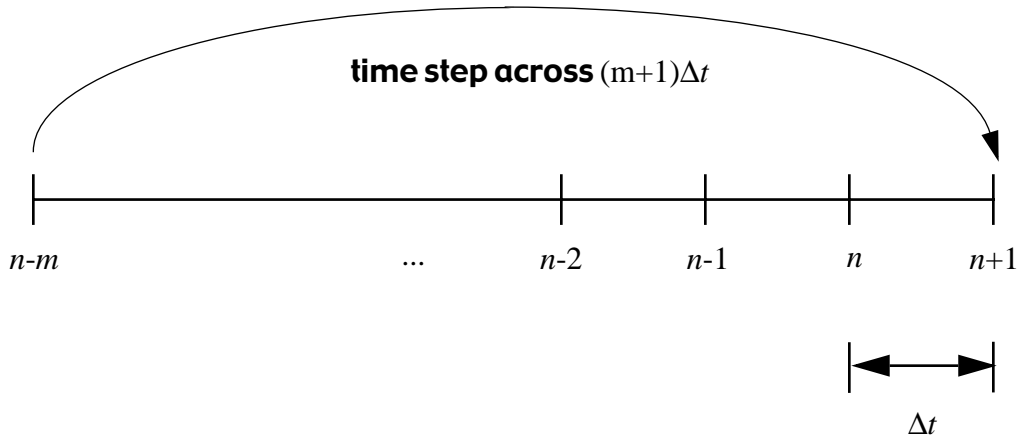 time step across (m+1)Δt
n-m ... n-2 n-1 n n+1
Δt